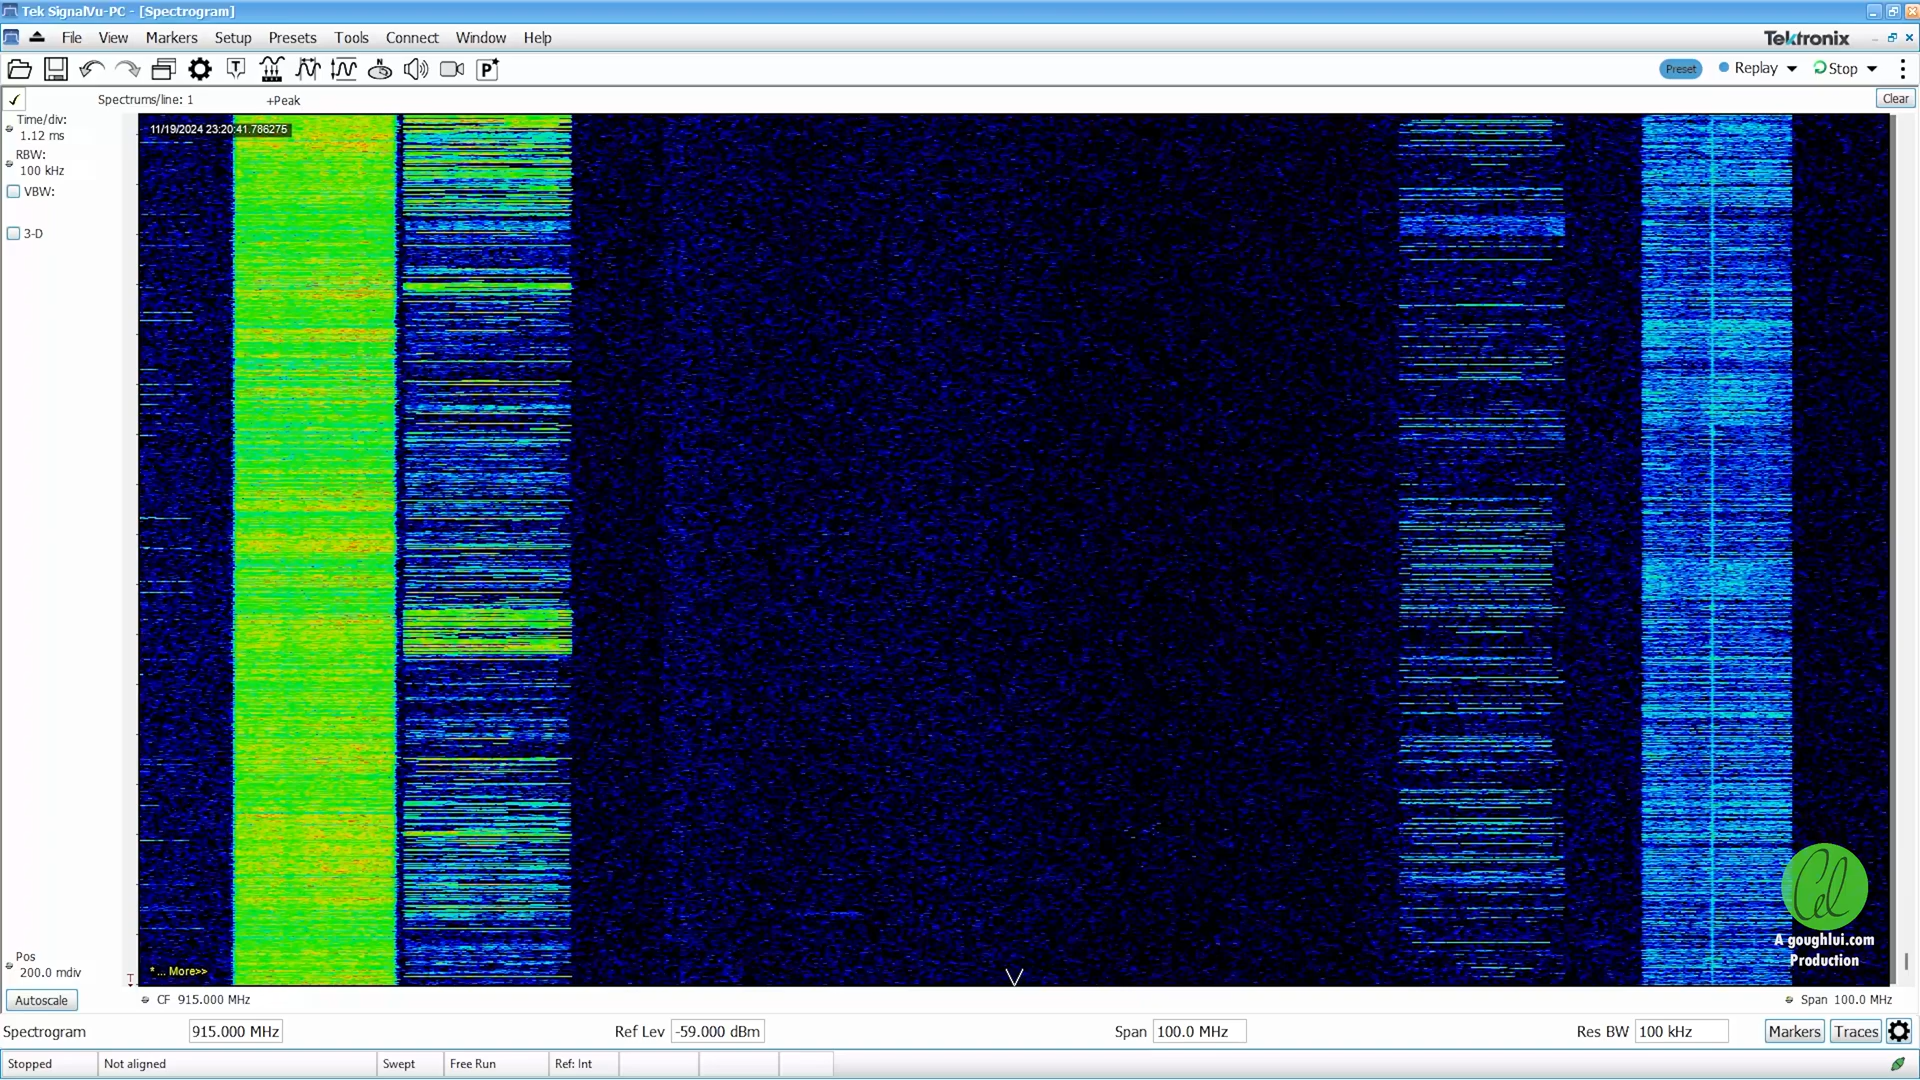 Tek SignalVu-PC - [Spectrogram]
File View Markers Setup Presets Tools Connect Window Help
Tektronix
Preset Replay Stop
Spectrums/line: 1 +Peak
Clear
Time/div:
1.12 ms
RBW:
100 kHz
VBW:
3-D
11/19/2024 23:20:41.786275
A goughlui.com
Production
Pos
200.0 mdiv
T
* ... More>>
Autoscale
CF 915.000 MHz
Span 100.0 MHz
Spectrogram 915.000 MHz Ref Lev -59.000 dBm Span 100.0 MHz Res BW 100 kHz Markers Traces
Stopped Not aligned Swept Free Run Ref: Int